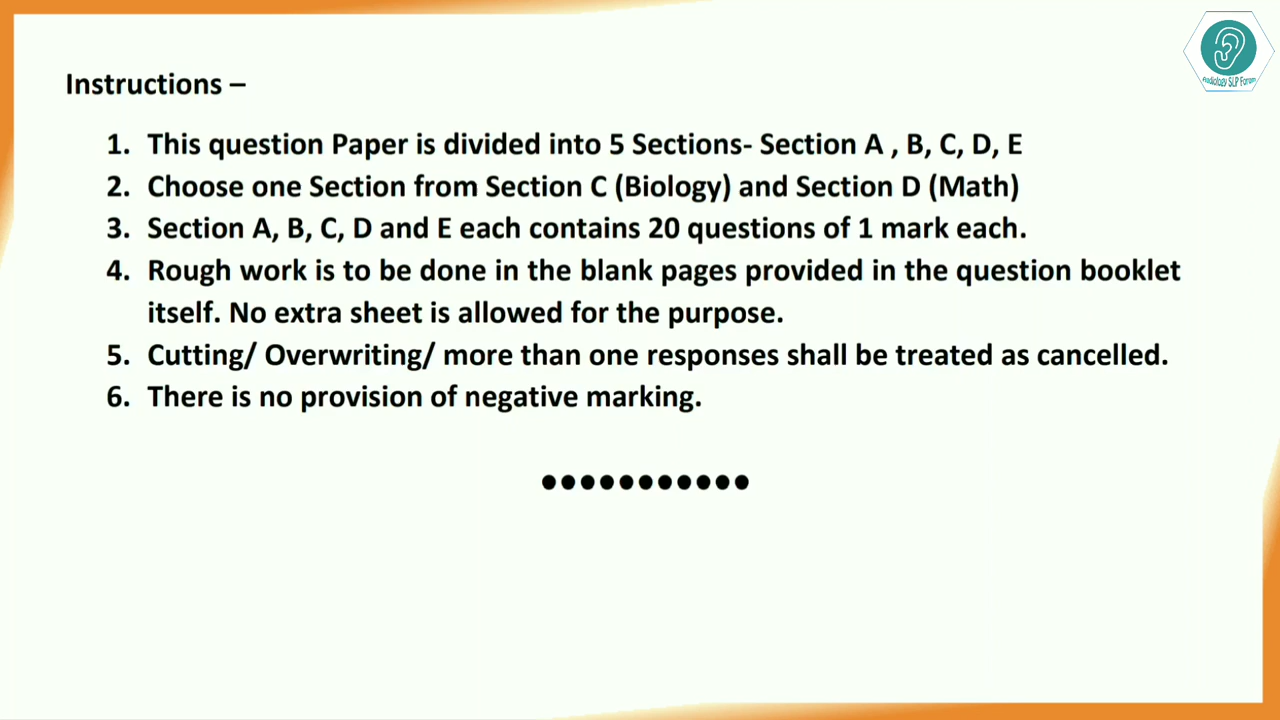 Audiology SLP Forum
Instructions –
1. This question Paper is divided into 5 Sections- Section A , B, C, D, E
2. Choose one Section from Section C (Biology) and Section D (Math)
3. Section A, B, C, D and E each contains 20 questions of 1 mark each.
4. Rough work is to be done in the blank pages provided in the question booklet
itself. No extra sheet is allowed for the purpose.
5. Cutting/ Overwriting/ more than one responses shall be treated as cancelled.
6. There is no provision of negative marking.